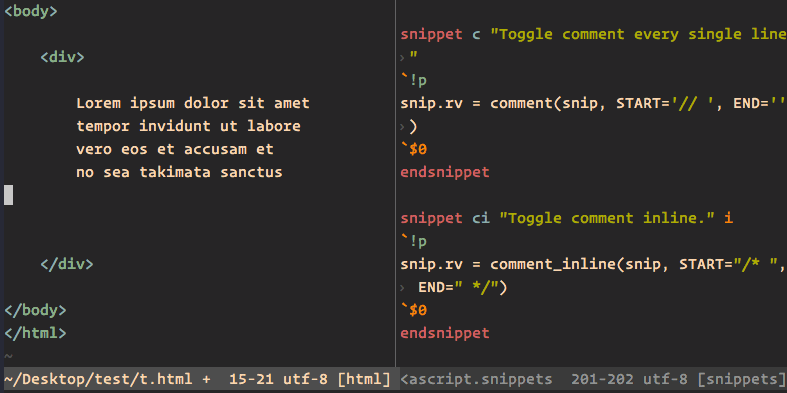 <body>
<div>
Lorem ipsum dolor sit amet
tempor invidunt ut labore
vero eos et accusam et
no sea takimata sanctus
</div>
</body>
</html>
~
~/Desktop/test/t.html +  15-21 utf-8 [html]
snippet c "Toggle comment every single line
› "
`!p
snip.rv = comment(snip, START='// ', END=''
› )
`$0
endsnippet
snippet ci "Toggle comment inline." i
`!p
snip.rv = comment_inline(snip, START="/* ",
› END=" */")
`$0
endsnippet
<ascript.snippets  201-202 utf-8 [snippets]